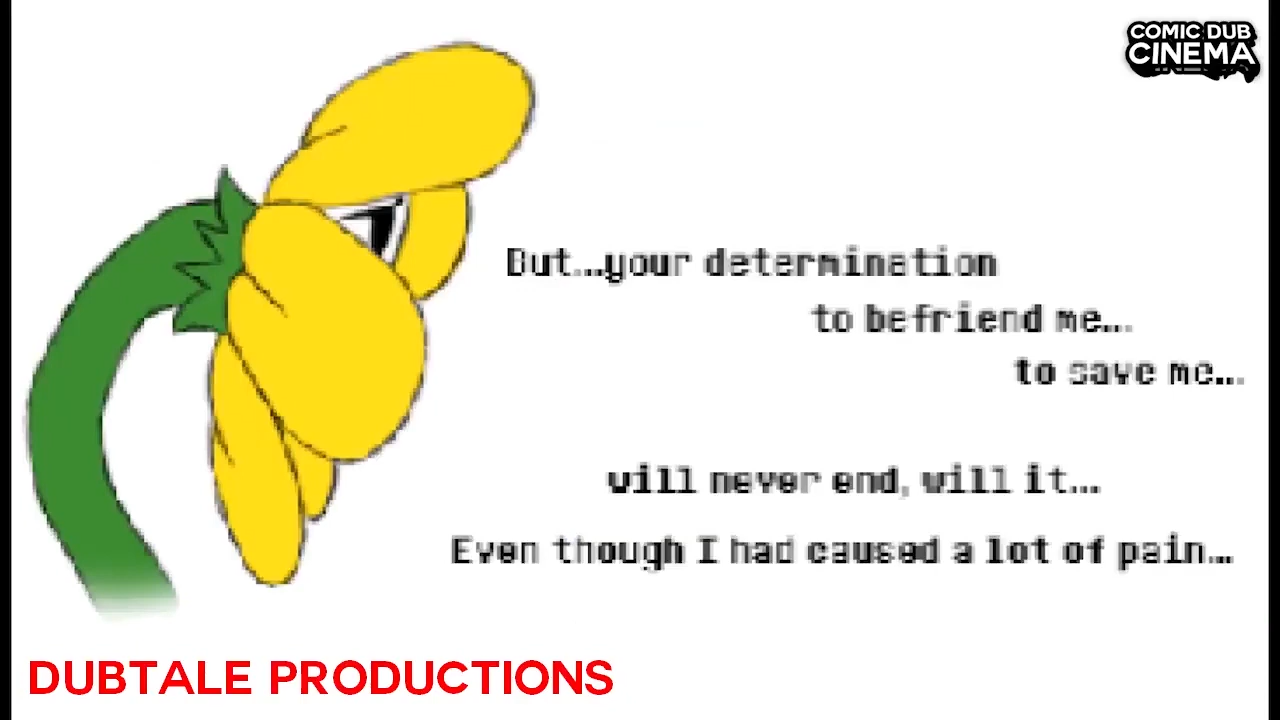 COMIC DUB
CINEMA
But...your determination
to befriend me...
to save me...
will never end, will it...
Even though I had caused a lot of pain...
DUBTALE PRODUCTIONS